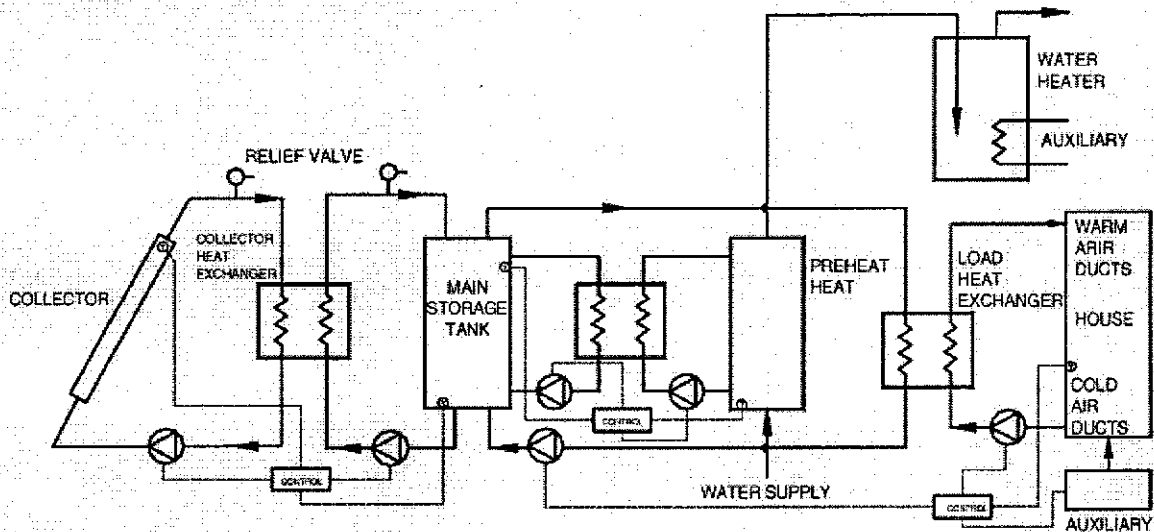 WATER
HEATER
AUXILIARY
RELIEF VALVE
COLLECTOR
HEAT
EXCHANGER
COLLECTOR
MAIN
STORAGE
TANK
PREHEAT
HEAT
LOAD
HEAT
EXCHANGER
WARM
ARIR
DUCTS
HOUSE
COLD
AIR
DUCTS
CONTROL
CONTROL
WATER SUPPLY
CONTROL
AUXILIARY